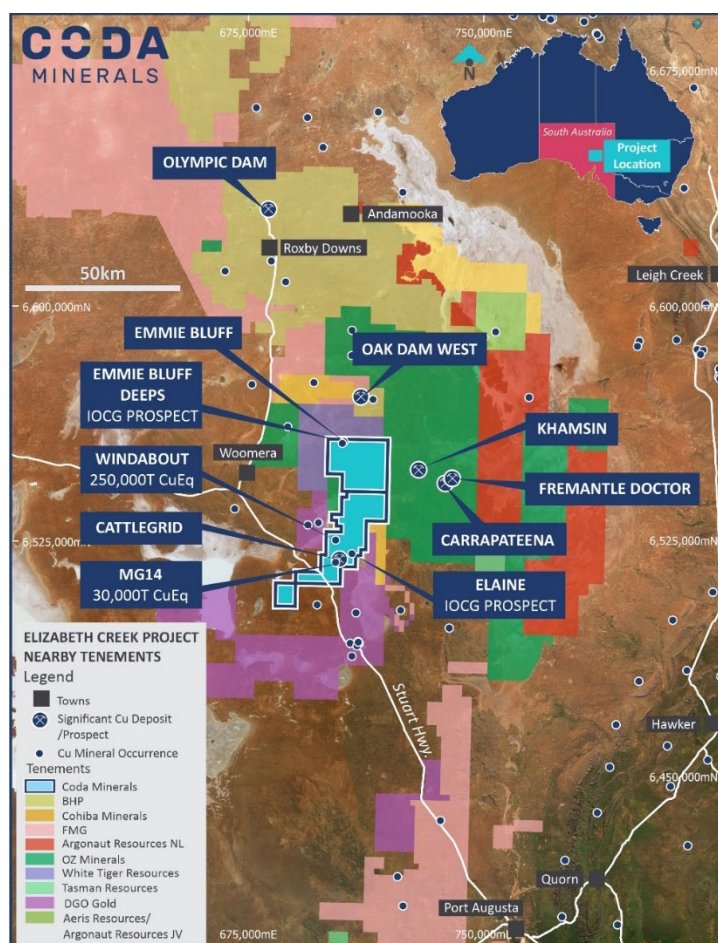 CODA
MINERALS
675,000mE
750,000mE
N
6,675,000mN
South Australia
Project
Location
OLYMPIC DAM
Andamooka
Roxby Downs
Leigh Creek
50km
6,600,000mN
6,600,000mN
EMMIE BLUFF
OAK DAM WEST
EMMIE BLUFF
DEEPS
IOCG PROSPECT
KHAMSIN
Woomera
WINDABOUT
250,000T CuEq
FREMANTLE DOCTOR
CATTLEGRID
CARRAPATEENA
6,525,000mN
6,525,000mN
MG14
30,000T CuEq
ELAINE
IOCG PROSPECT
ELIZABETH CREEK PROJECT
NEARBY TENEMENTS
Legend
Towns
Significant Cu Deposit
/Prospect
Cu Mineral Occurrence
Tenements
Coda Minerals
BHP
Cohiba Minerals
FMG
Argonaut Resources NL
OZ Minerals
White Tiger Resources
Tasman Resources
DGO Gold
Aeris Resources/
Argonaut Resources JV
Stuart Hwy.
Hawker
6,450,000mN
Quorn
Port Augusta
675,000mE
750,000mE